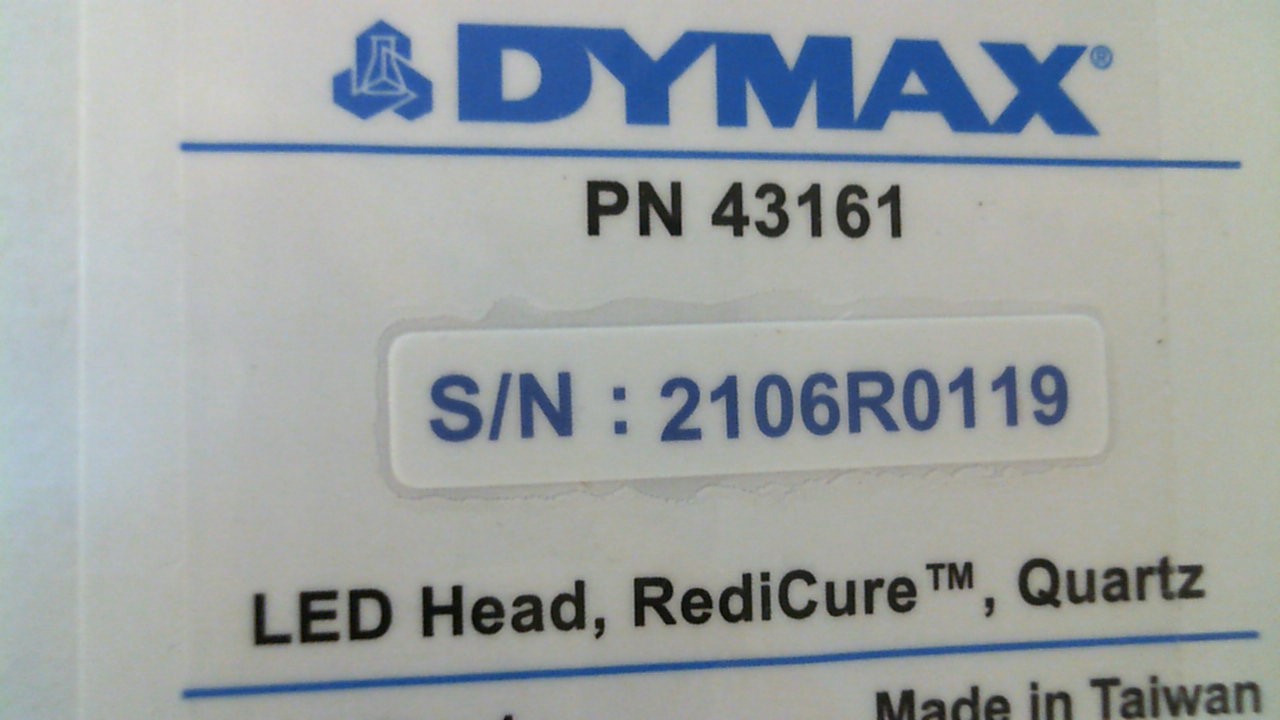 DYMAX®
PN 43161
S/N : 2106R0119
LED Head, RediCure™, Quartz
Made in Taiwan